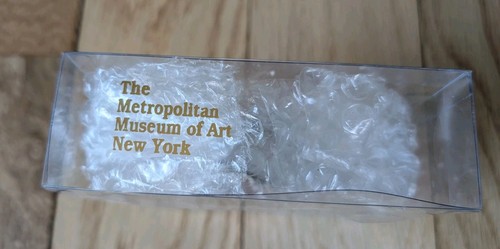 The
Metropolitan
Museum of Art
New York